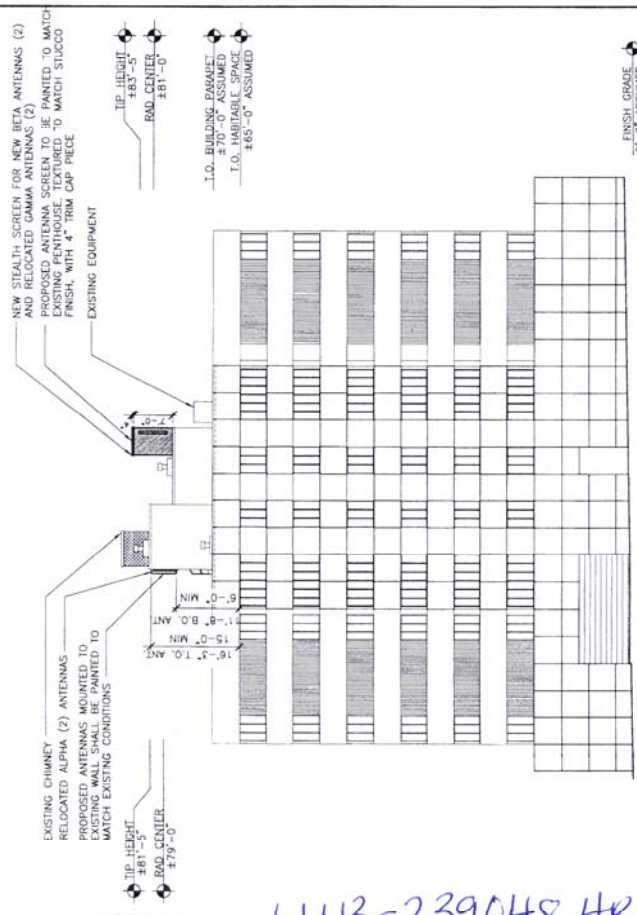 NEW STEALTH SCREEN FOR NEW BETA ANTENNAS (2)
AND RELOCATED GAMMA ANTENNAS (2)
PROPOSED ANTENNA SCREEN TO BE PAINTED TO MATCH
EXISTING PENTHOUSE, TEXTURED TO MATCH STUCCO
FINISH, WITH 4" TRIM CAP PIECE
EXISTING EQUIPMENT
TIP HEIGHT
±83'-5"
RAD CENTER
±81'-0"
T.O. BUILDING PARAPET
±70'-0" ASSUMED
T.O. HABITABLE SPACE
±65'-0" ASSUMED
FINISH GRADE
4"
7'-0"
EXISTING CHIMNEY
RELOCATED ALPHA (2) ANTENNAS
PROPOSED ANTENNAS MOUNTED TO
EXISTING WALL SHALL BE PAINTED TO
MATCH EXISTING CONDITIONS
6'-0" MIN
11'-8" B.O. ANT
15'-0" MIN
16'-3" T.O. ANT
TIP HEIGHT
±81'-5"
RAD CENTER
±79'-0"